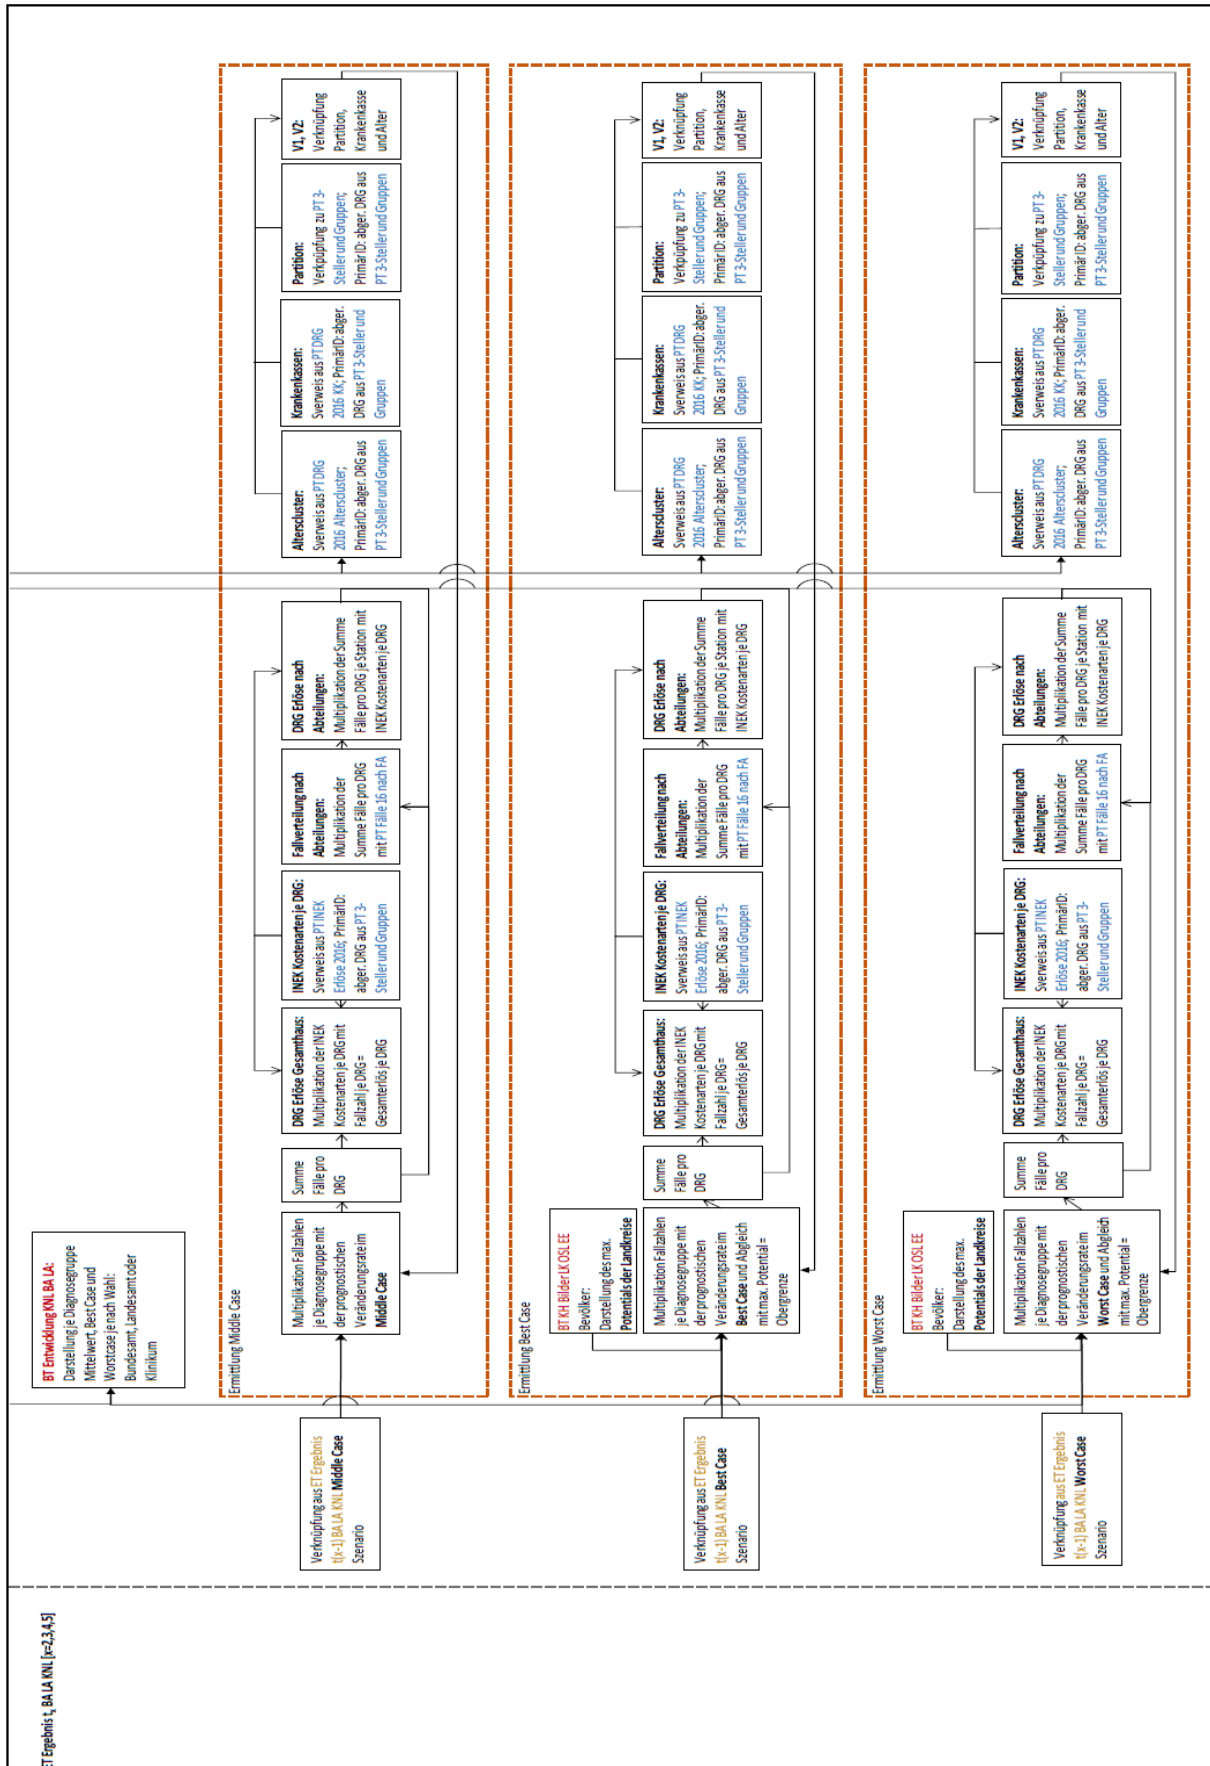 ET Ergebnis tx BA LA KNL [x=2,3,4,5]
BT Entwicklung KNL BA LA:
Darstellung je Diagnosegruppe
Mittelwert, Best Case und
Worstcase je nach Wahl:
Bundesamt, Landesamt oder
Klinikum
Verknüpfung aus ET Ergebnis
t(x-1) BA LA KNL Middle Case
Szenario
Ermittlung Middle Case
Multiplikation Fallzahlen
je Diagnosegruppe mit
der prognostischen
Veränderungsrate im
Middle Case
Summe
Fälle pro
DRG
DRG Erlöse Gesamthaus:
Multiplikation der INEK
Kostenarten je DRG mit
Fallzahl je DRG =
Gesamterlös je DRG
INEK Kostenarten je DRG:
Sverweis aus PT INEK
Erlöse 2016; PrimärID:
abger. DRG aus PT 3-
Steller und Gruppen
Fallverteilung nach
Abteilungen:
Multiplikation der
Summe Fälle pro DRG
mit PT Fälle 16 nach FA
DRG Erlöse nach
Abteilungen:
Multiplikation der Summe
Fälle pro DRG je Station mit
INEK Kostenarten je DRG
Alterscluster:
Sverweis aus PT DRG
2016 Alterscluster;
PrimärID: abger. DRG aus
PT 3-Steller und Gruppen
Krankenkassen:
Sverweis aus PT DRG
2016 KK; PrimärID: abger.
DRG aus PT 3-Steller und
Gruppen
Partition:
Verkpüpfung zu PT 3-
Steller und Gruppen;
PrimärID: abger. DRG aus
PT 3-Steller und Gruppen
V1, V2:
Verknüpfung
Partition,
Krankenkasse
und Alter
Verknüpfung aus ET Ergebnis
t(x-1) BA LA KNL Best Case
Szenario
Ermittlung Best Case
BT KH Bilder LK OSL EE
Bevölker:
Darstellung des max.
Potentials der Landkreise
Multiplikation Fallzahlen
je Diagnosegruppe mit
der prognostischen
Veränderungsrate im
Best Case und Abgleich
mit max. Potential =
Obergrenze
Summe
Fälle pro
DRG
DRG Erlöse Gesamthaus:
Multiplikation der INEK
Kostenarten je DRG mit
Fallzahl je DRG =
Gesamterlös je DRG
INEK Kostenarten je DRG:
Sverweis aus PT INEK
Erlöse 2016; PrimärID:
abger. DRG aus PT 3-
Steller und Gruppen
Fallverteilung nach
Abteilungen:
Multiplikation der
Summe Fälle pro DRG
mit PT Fälle 16 nach FA
DRG Erlöse nach
Abteilungen:
Multiplikation der Summe
Fälle pro DRG je Station mit
INEK Kostenarten je DRG
Alterscluster:
Sverweis aus PT DRG
2016 Alterscluster;
PrimärID: abger. DRG aus
PT 3-Steller und Gruppen
Krankenkassen:
Sverweis aus PT DRG
2016 KK; PrimärID: abger.
DRG aus PT 3-Steller und
Gruppen
Partition:
Verkpüpfung zu PT 3-
Steller und Gruppen;
PrimärID: abger. DRG aus
PT 3-Steller und Gruppen
V1, V2:
Verknüpfung
Partition,
Krankenkasse
und Alter
Verknüpfung aus ET Ergebnis
t(x-1) BA LA KNL Worst Case
Szenario
Ermittlung Worst Case
BT KH Bilder LK OSL EE
Bevölker:
Darstellung des max.
Potentials der Landkreise
Multiplikation Fallzahlen
je Diagnosegruppe mit
der prognostischen
Veränderungsrate im
Worst Case und Abgleich
mit max. Potential =
Obergrenze
Summe
Fälle pro
DRG
DRG Erlöse Gesamthaus:
Multiplikation der INEK
Kostenarten je DRG mit
Fallzahl je DRG =
Gesamterlös je DRG
INEK Kostenarten je DRG:
Sverweis aus PT INEK
Erlöse 2016; PrimärID:
abger. DRG aus PT 3-
Steller und Gruppen
Fallverteilung nach
Abteilungen:
Multiplikation der
Summe Fälle pro DRG
mit PT Fälle 16 nach FA
DRG Erlöse nach
Abteilungen:
Multiplikation der Summe
Fälle pro DRG je Station mit
INEK Kostenarten je DRG
Alterscluster:
Sverweis aus PT DRG
2016 Alterscluster;
PrimärID: abger. DRG aus
PT 3-Steller und Gruppen
Krankenkassen:
Sverweis aus PT DRG
2016 KK; PrimärID: abger.
DRG aus PT 3-Steller und
Gruppen
Partition:
Verkpüpfung zu PT 3-
Steller und Gruppen;
PrimärID: abger. DRG aus
PT 3-Steller und Gruppen
V1, V2:
Verknüpfung
Partition,
Krankenkasse
und Alter